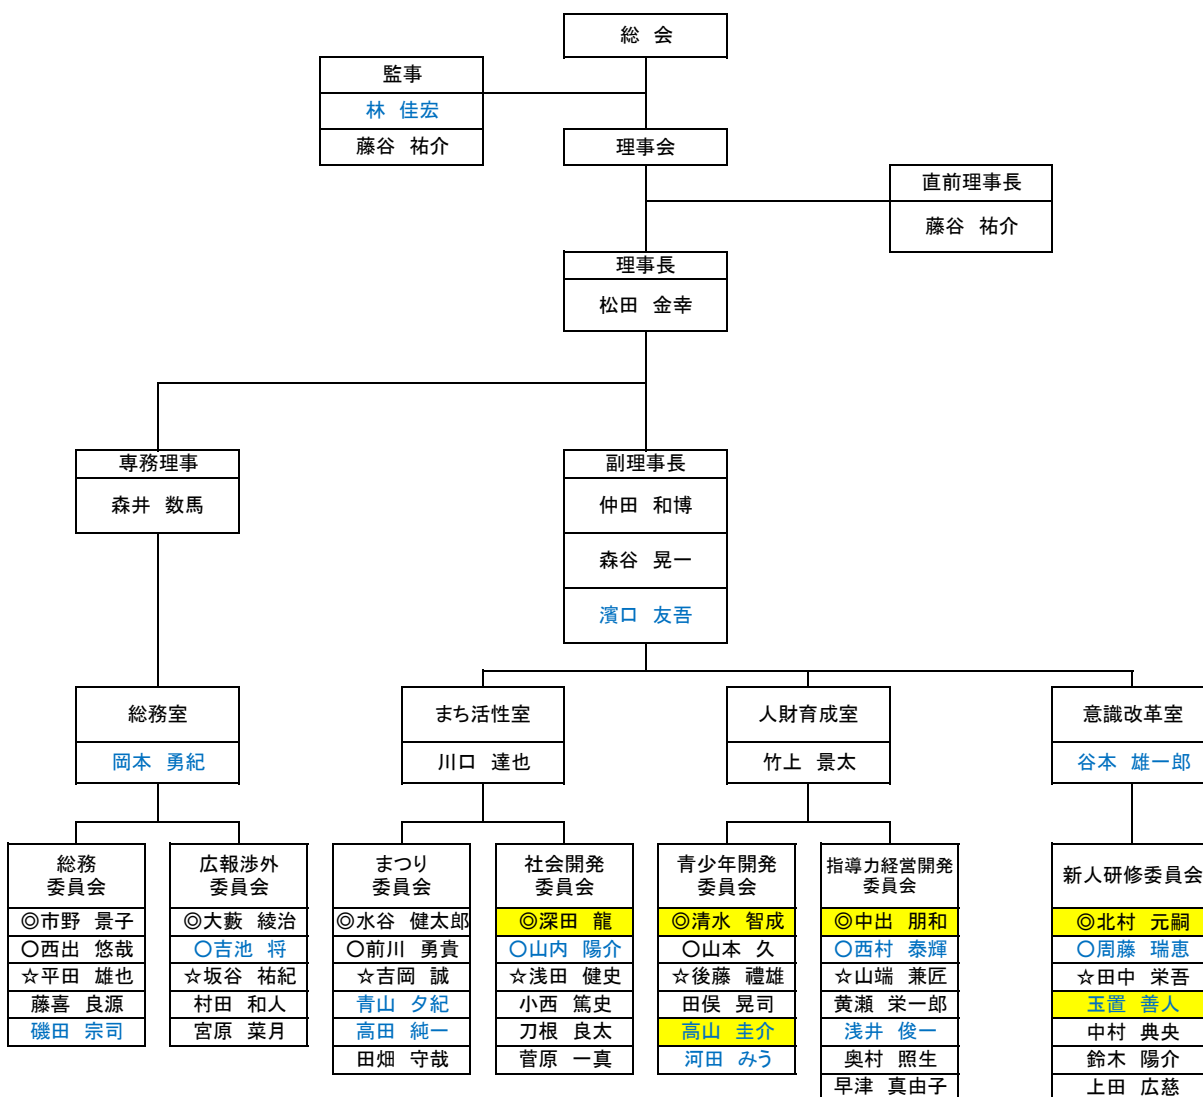 総 会
監事
林 佳宏
藤谷 祐介
理事会
直前理事長
藤谷 祐介
理事長
松田 金幸
専務理事
森井 数馬
副理事長
仲田 和博
森谷 晃一
濱口 友吾
総務室
岡本 勇紀
まち活性室
川口 達也
人財育成室
竹上 景太
意識改革室
谷本 雄一郎
総務
委員会
◎市野 景子
○西出 悠哉
☆平田 雄也
藤喜 良源
磯田 宗司
広報渉外
委員会
◎大藪 綾治
○吉池 将
☆坂谷 祐紀
村田 和人
宮原 菜月
まつり
委員会
◎水谷 健太郎
○前川 勇貴
☆吉岡 誠
青山 夕紀
高田 純一
田畑 守哉
社会開発
委員会
◎深田 龍
○山内 陽介
☆浅田 健史
小西 篤史
刀根 良太
菅原 一真
青少年開発
委員会
◎清水 智成
○山本 久
☆後藤 禮雄
田俣 晃司
高山 圭介
河田 みう
指導力経営開発
委員会
◎中出 朋和
○西村 泰輝
☆山端 兼匠
黄瀬 栄一郎
浅井 俊一
奥村 照生
早津 真由子
新人研修委員会
◎北村 元嗣
○周藤 瑞恵
☆田中 栄吾
玉置 善人
中村 典央
鈴木 陽介
上田 広慈